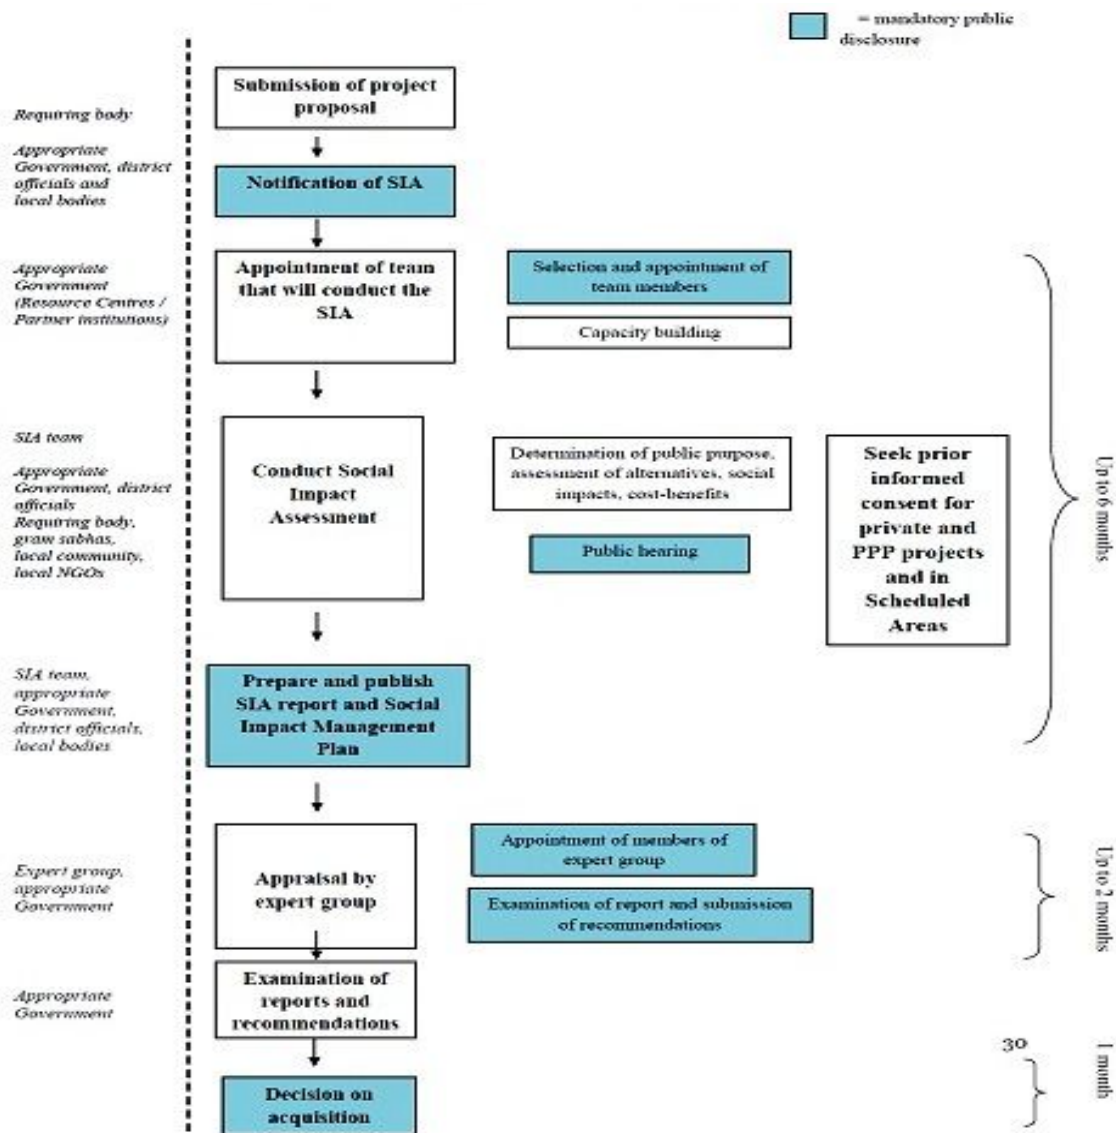 = mandatory public
disclosure
Submission of project
proposal
Requiring body
Appropriate
Government, district
officials and
local bodies
Notification of SIA
Appropriate
Government
(Resource Centres /
Partner institutions)
Appointment of team
that will conduct the
SIA
Selection and appointment of
team members
Capacity building
SIA team
Appropriate
Government, district
officials
Requiring body,
gram sabhas,
local community,
local NGOs
Conduct Social
Impact
Assessment
Determination of public purpose,
assessment of alternatives, social
impacts, cost-benefits
Public hearing
Seek prior
informed
consent for
private and
PPP projects
and in
Scheduled
Areas
Up to 6 months
SIA team,
appropriate
Government,
district officials,
local bodies
Prepare and publish
SIA report and Social
Impact Management
Plan
Expert group,
appropriate
Government
Appraisal by
expert group
Appointment of members of
expert group
Examination of report and submission
of recommendations
Up to 2 months
Appropriate
Government
Examination of
reports and
recommendations
30
1 month
Decision on
acquisition